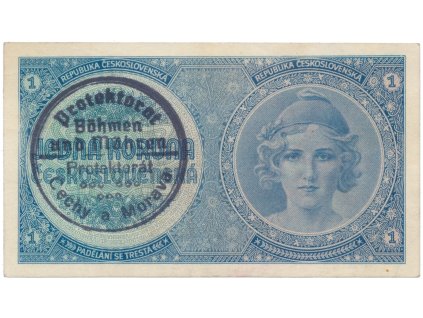 1
REPUBLIKA ČESKOSLOVENSKÁ
REPUBLIKA ČESKOSLOVENSKÁ
1
Protektorat
Böhmen
und Mähren
JEDNA KORUNA
Protektorát
Čechy a Morava
1
PADĚLÁNÍ SE TRESTÁ
1